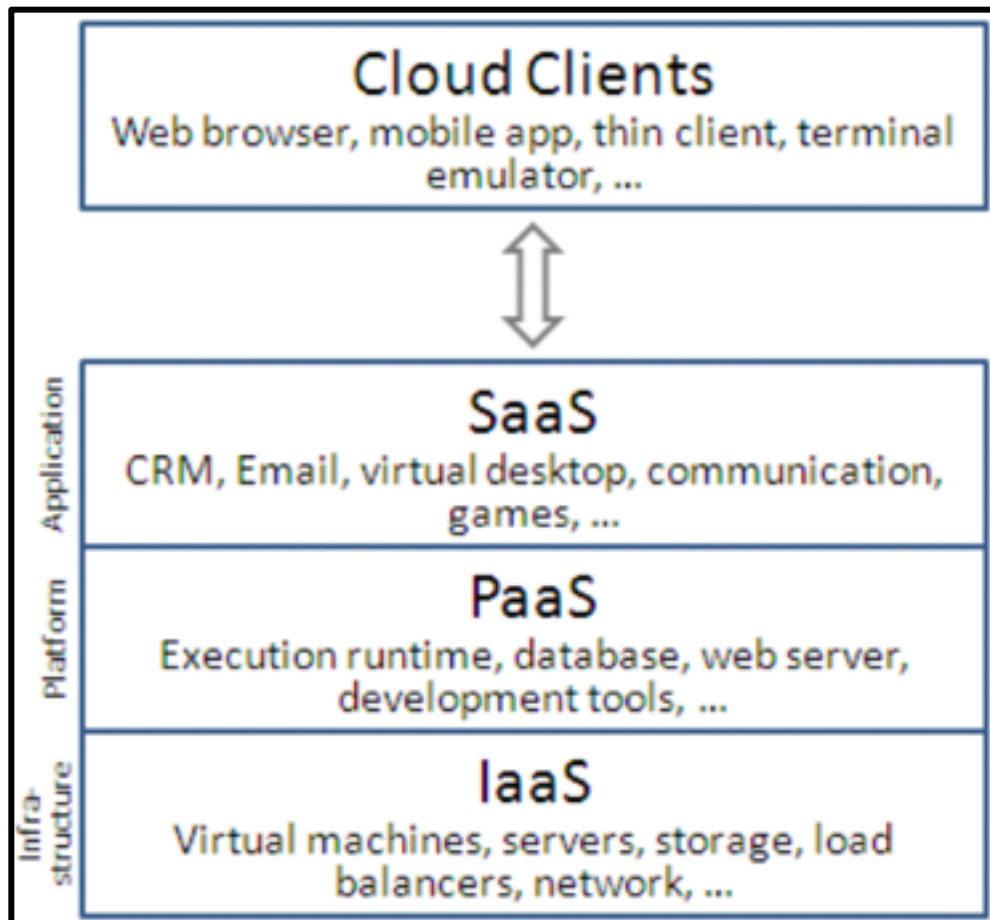 Cloud Clients
Web browser, mobile app, thin client, terminal
emulator, ...
Application
SaaS
CRM, Email, virtual desktop, communication,
games, ...
Platform
PaaS
Execution runtime, database, web server,
development tools, ...
Infra-
structure
IaaS
Virtual machines, servers, storage, load
balancers, network, ...